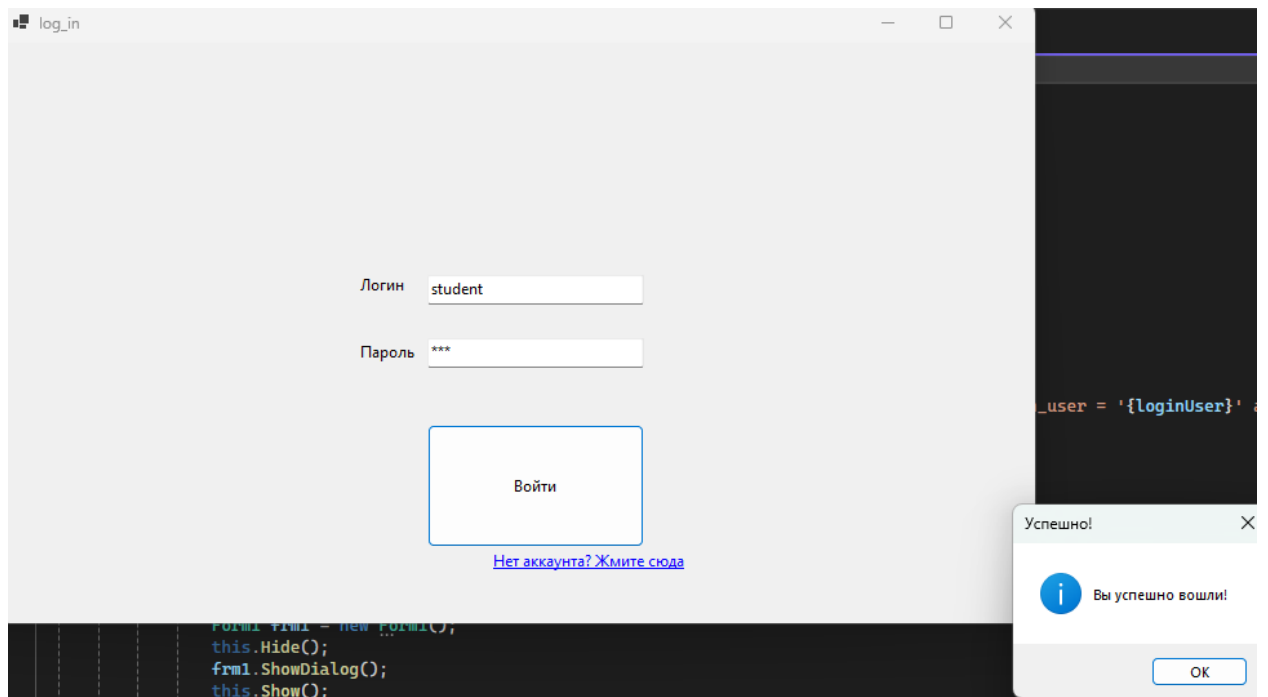 log_in
Логин
student
Пароль
***
_user = '{loginUser}'
Войти
Нет аккаунта? Жмите сюда
Успешно!
Вы успешно вошли!
OK
Form1 frm1 = new Form1();
this.Hide();
frm1.ShowDialog();
this.Show();